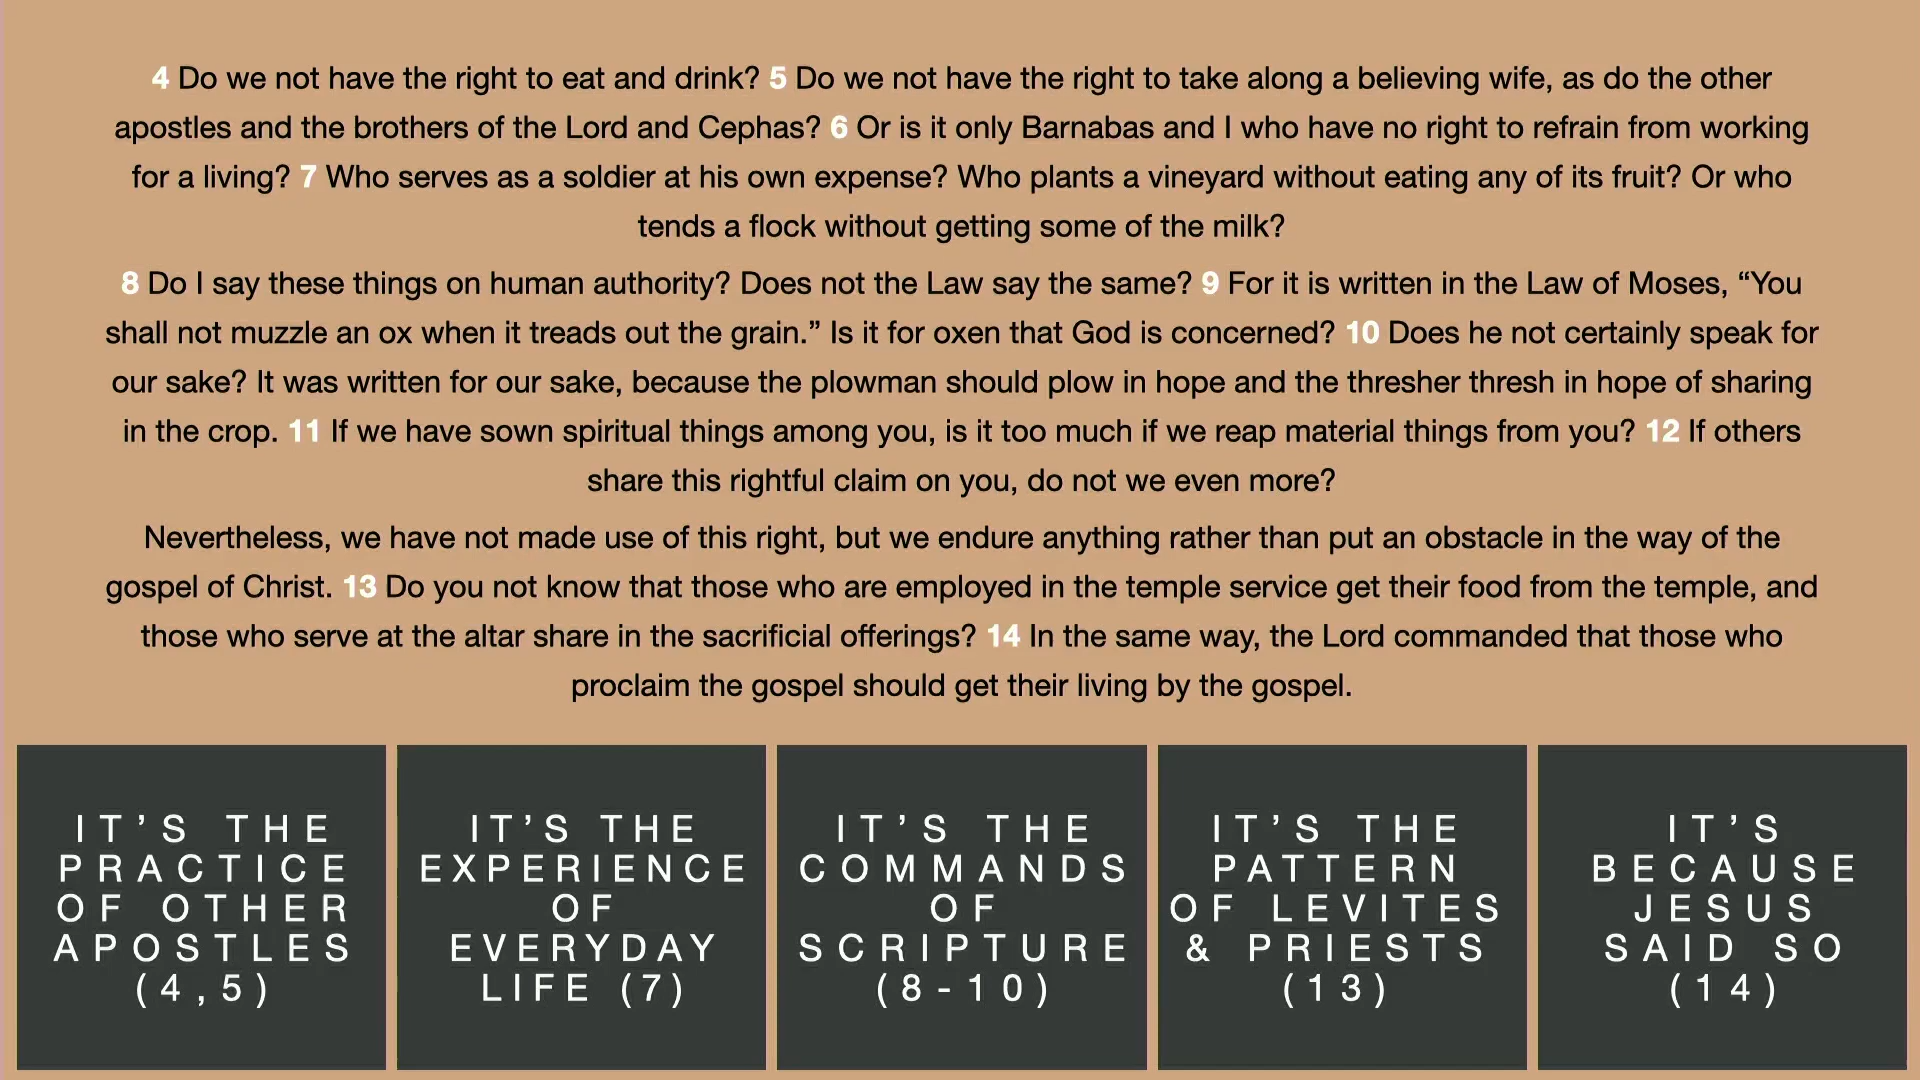 4 Do we not have the right to eat and drink? 5 Do we not have the right to take along a believing wife, as do the other
apostles and the brothers of the Lord and Cephas? 6 Or is it only Barnabas and I who have no right to refrain from working
for a living? 7 Who serves as a soldier at his own expense? Who plants a vineyard without eating any of its fruit? Or who
tends a flock without getting some of the milk?
8 Do I say these things on human authority? Does not the Law say the same? 9 For it is written in the Law of Moses, “You
shall not muzzle an ox when it treads out the grain.” Is it for oxen that God is concerned? 10 Does he not certainly speak for
our sake? It was written for our sake, because the plowman should plow in hope and the thresher thresh in hope of sharing
in the crop. 11 If we have sown spiritual things among you, is it too much if we reap material things from you? 12 If others
share this rightful claim on you, do not we even more?
Nevertheless, we have not made use of this right, but we endure anything rather than put an obstacle in the way of the
gospel of Christ. 13 Do you not know that those who are employed in the temple service get their food from the temple, and
those who serve at the altar share in the sacrificial offerings? 14 In the same way, the Lord commanded that those who
proclaim the gospel should get their living by the gospel.
IT’S THE
PRACTICE
OF OTHER
APOSTLES
(4,5)
IT’S THE
EXPERIENCE
OF
EVERYDAY
LIFE (7)
IT’S THE
COMMANDS
OF
SCRIPTURE
(8-10)
IT’S THE
PATTERN
OF LEVITES
& PRIESTS
(13)
IT’S
BECAUSE
JESUS
SAID SO
(14)